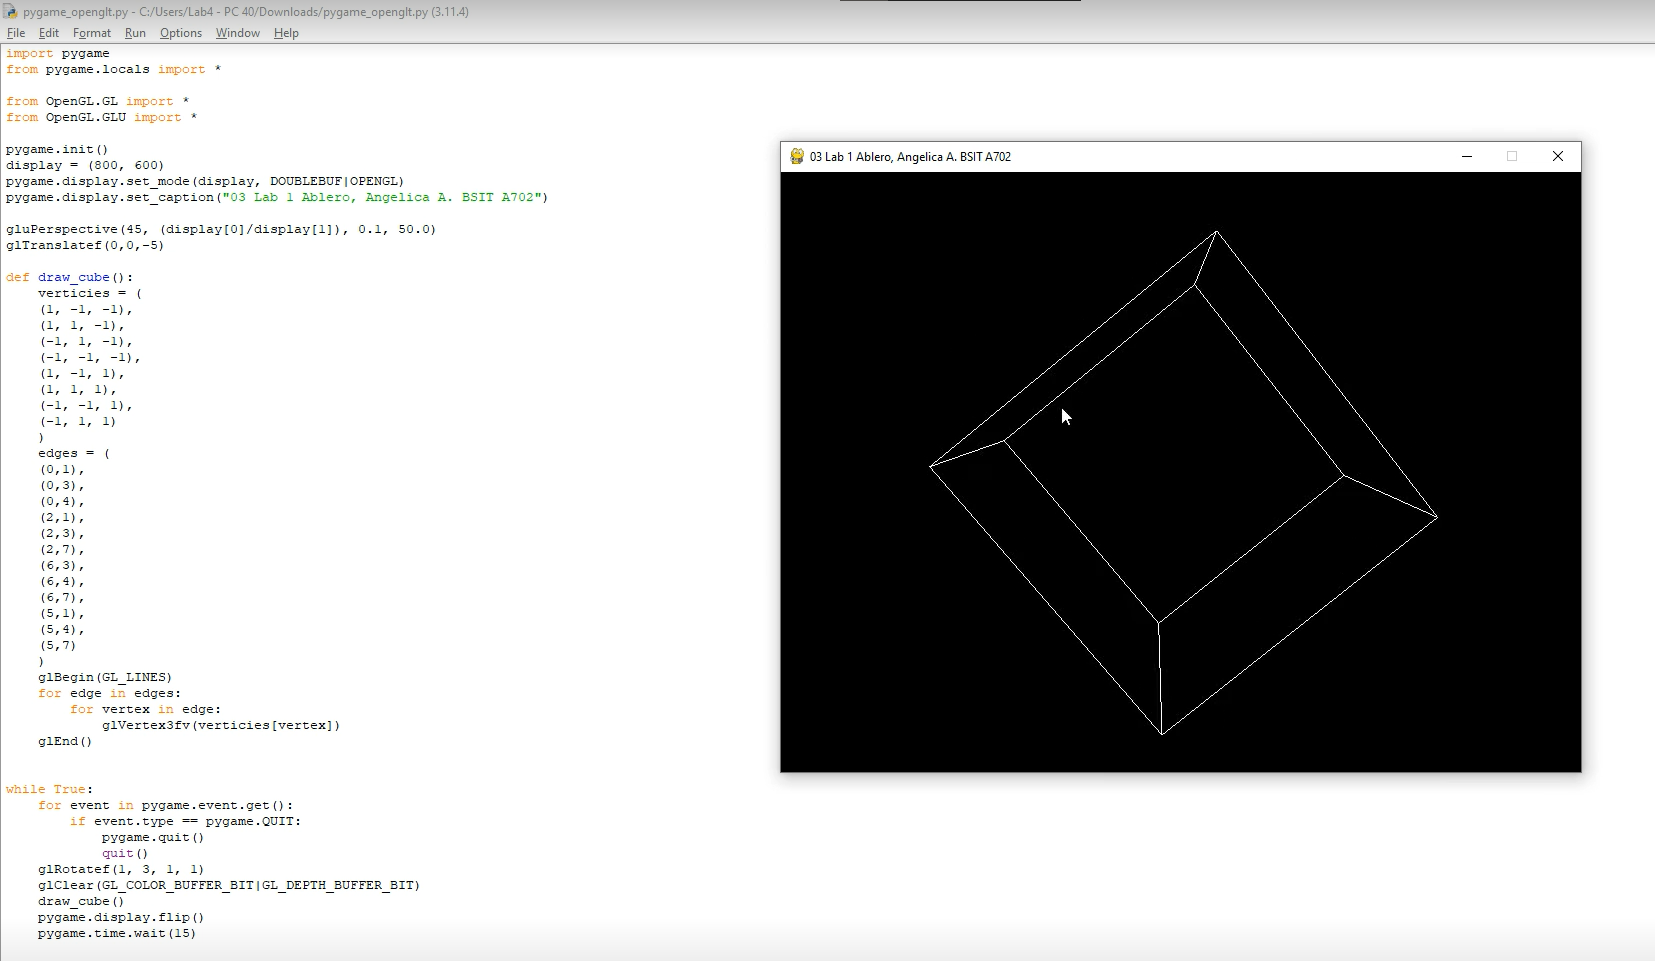 pygame_openglt.py - C:/Users/Lab4 - PC 40/Downloads/pygame_openglt.py (3.11.4)
File Edit Format Run Options Window Help
import pygame
from pygame.locals import *
from OpenGL.GL import *
from OpenGL.GLU import *
pygame.init()
display = (800, 600)
pygame.display.set_mode(display, DOUBLEBUF|OPENGL)
pygame.display.set_caption("03 Lab 1 Ablero, Angelica A. BSIT A702")
gluPerspective(45, (display[0]/display[1]), 0.1, 50.0)
glTranslatef(0,0,-5)
def draw_cube():
    verticies = (
    (1, -1, -1),
    (1, 1, -1),
    (-1, 1, -1),
    (-1, -1, -1),
    (1, -1, 1),
    (1, 1, 1),
    (-1, -1, 1),
    (-1, 1, 1)
    )
    edges = (
    (0,1),
    (0,3),
    (0,4),
    (2,1),
    (2,3),
    (2,7),
    (6,3),
    (6,4),
    (6,7),
    (5,1),
    (5,4),
    (5,7)
    )
    glBegin(GL_LINES)
    for edge in edges:
        for vertex in edge:
            glVertex3fv(verticies[vertex])
    glEnd()
while True:
    for event in pygame.event.get():
        if event.type == pygame.QUIT:
            pygame.quit()
            quit()
    glRotatef(1, 3, 1, 1)
    glClear(GL_COLOR_BUFFER_BIT|GL_DEPTH_BUFFER_BIT)
    draw_cube()
    pygame.display.flip()
    pygame.time.wait(15)
03 Lab 1 Ablero, Angelica A. BSIT A702